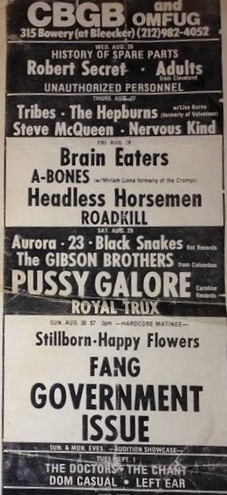 CBGB and
OMFUG
315 Bowery (at Bleecker) (212) 982-4052
WED. AUG. 26
HISTORY OF SPARE PARTS
Robert Secret · Adults
from Cleveland
UNAUTHORIZED PERSONNEL
THURS. AUG. 27
Tribes · The Hepburns w/Lisa Burns
(formerly of Velveteen)
Steve McQueen · Nervous Kind
FRI. AUG. 28
Brain Eaters
A-BONES (w/Miriam Linna formerly of the Cramps)
Headless Horsemen
ROADKILL
SAT. AUG. 29
Aurora · 23 · Black Snakes Hot Records
The GIBSON BROTHERS from Columbus
PUSSY GALORE Caroline
Records
ROYAL TRUX
SUN. AUG. 30 $7 3pm —HARDCORE MATINEE—
Stillborn-Happy Flowers
FANG
GOVERNMENT
ISSUE
SUN. & MON. EVES. —AUDITION SHOWCASE—
TUES. SEPT. 1
THE DOCTORS · THE CHANT
DOM CASUAL · LEFT EAR